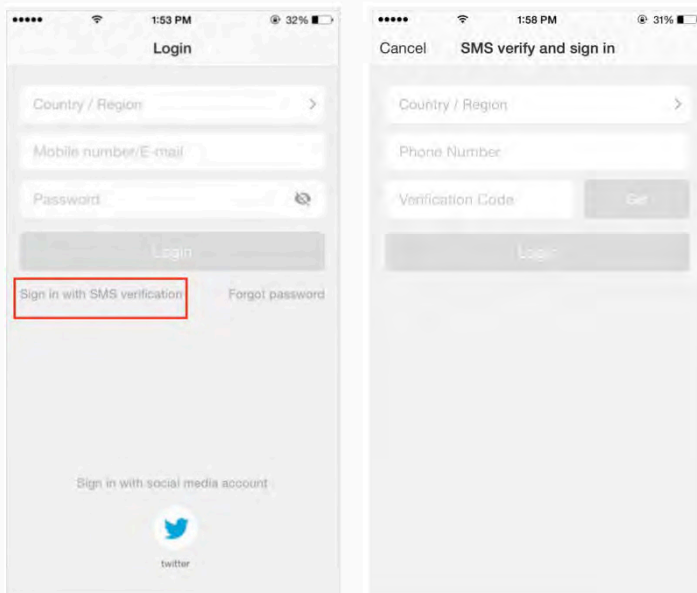 1:53 PM
32%
Login
Country / Region
Mobile number/E-mail
Password
Login
Sign in with SMS verification
Forgot password
Sign in with social media account
twitter
1:58 PM
31%
Cancel
SMS verify and sign in
Country / Region
Phone Number
Verification Code
Get
Login